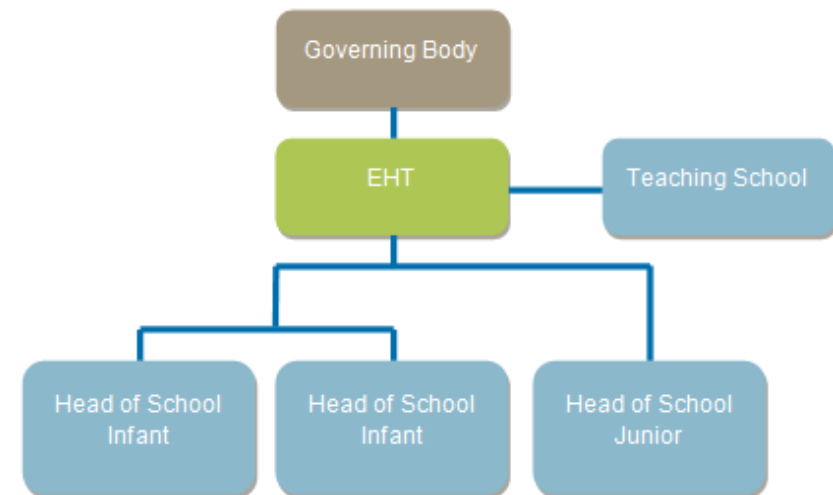 Governing Body
EHT
Teaching School
Head of School
Infant
Head of School
Infant
Head of School
Junior